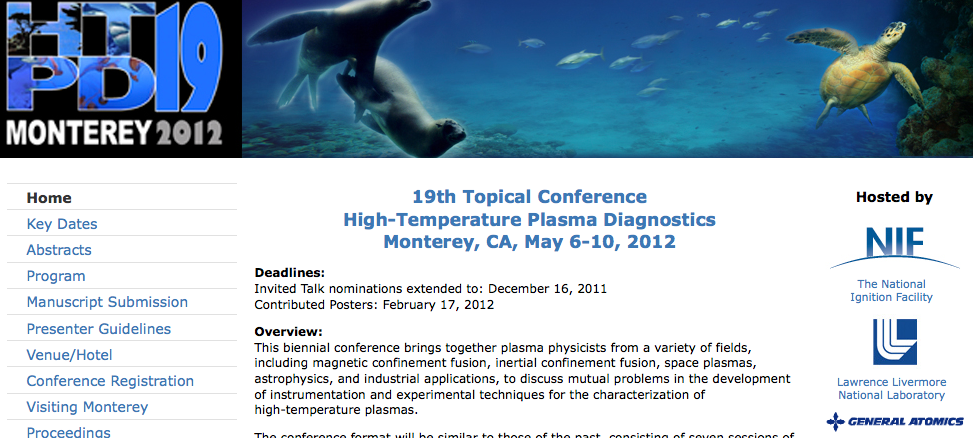 HT
PD19
MONTEREY 2012
Home
Key Dates
Abstracts
Program
Manuscript Submission
Presenter Guidelines
Venue/Hotel
Conference Registration
Visiting Monterey
Proceedings
19th Topical Conference
High-Temperature Plasma Diagnostics
Monterey, CA, May 6-10, 2012
Deadlines:
Invited Talk nominations extended to: December 16, 2011
Contributed Posters: February 17, 2012
Overview:
This biennial conference brings together plasma physicists from a variety of fields,
including magnetic confinement fusion, inertial confinement fusion, space plasmas,
astrophysics, and industrial applications, to discuss mutual problems in the development
of instrumentation and experimental techniques for the characterization of
high-temperature plasmas.
The conference format will be similar to those of the past, consisting of seven sessions of
Hosted by
NIF
The National
Ignition Facility
Lawrence Livermore
National Laboratory
GENERAL ATOMICS